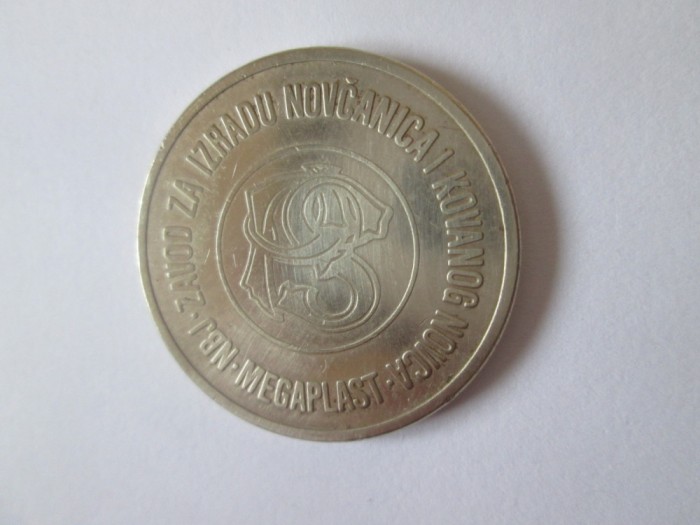 NBJ · ZAVOD ZA IZRADU NOVČANICA I KOVANOG NOVCA · MEGAPLAST ·